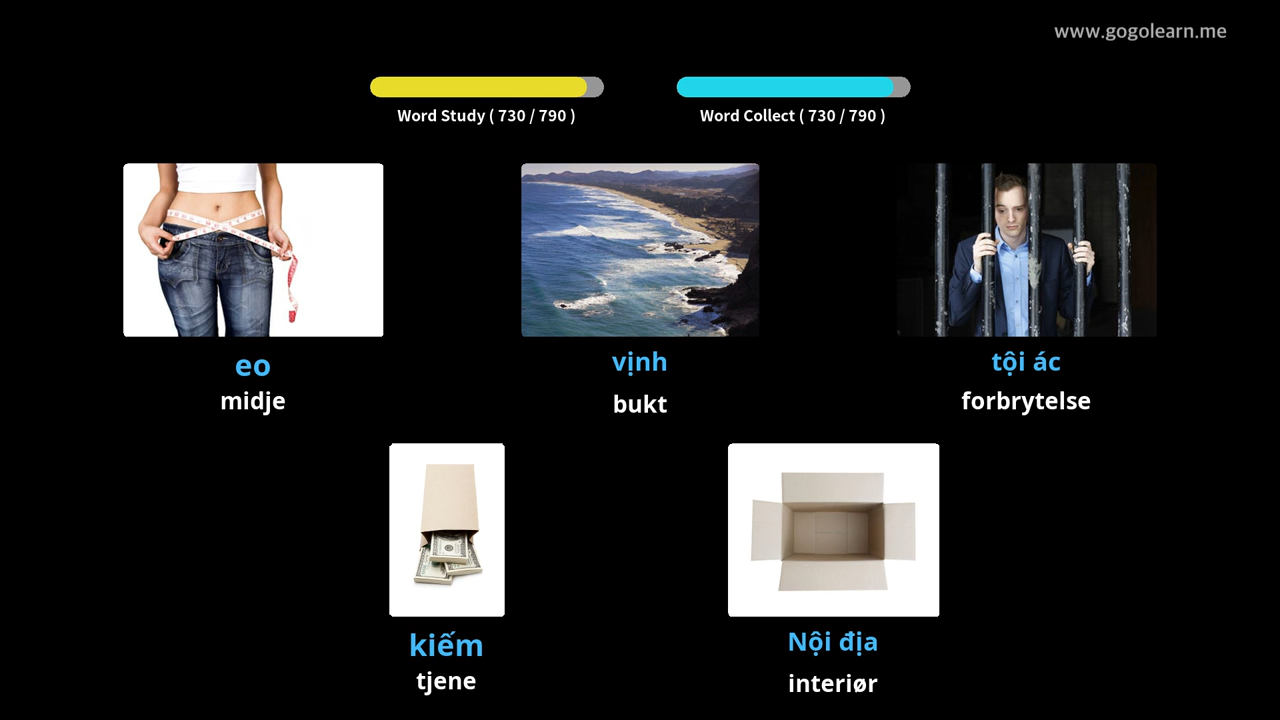 www.gogolearn.me
Word Study ( 730 / 790 )
Word Collect ( 730 / 790 )
eo
midje
vịnh
bukt
tội ác
forbrytelse
kiếm
tjene
Nội địa
interiør